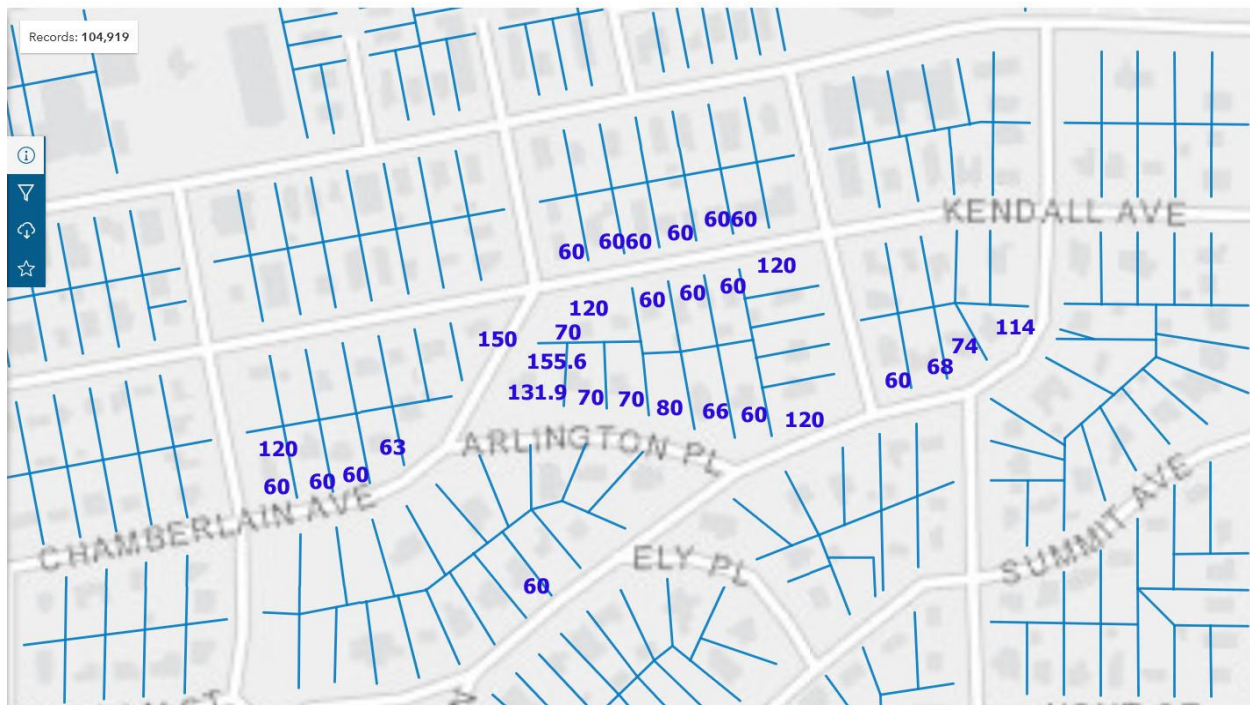 Records: 104,919
KENDALL AVE
60 6060 60 6060
120
60 60 60
120
150 70
114
155.6
74
68
131.9 70 70 80 66 60 120
60
120 63
60 60 60
ARLINGTON PL
CHAMBERLAIN AVE
ELY PL
60
SUMMIT AVE